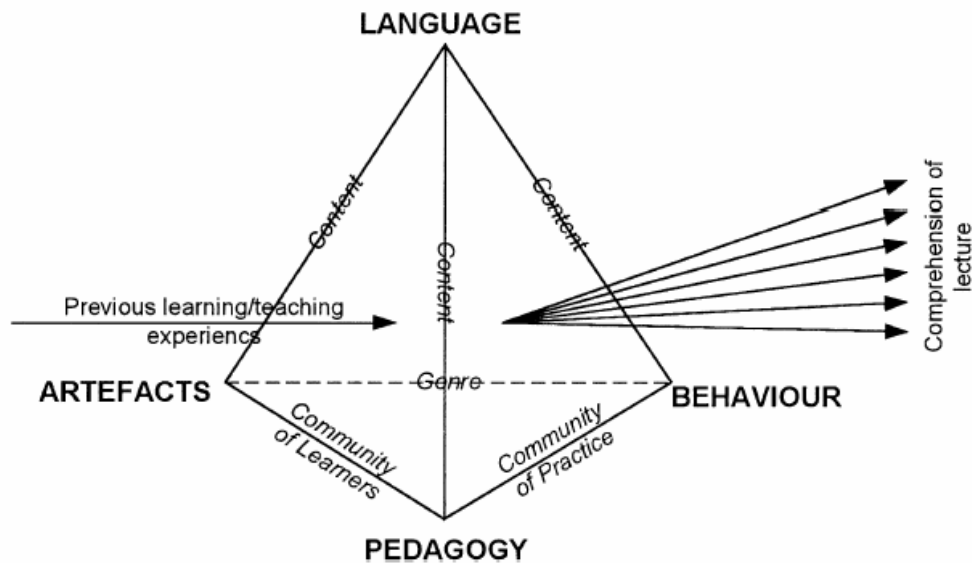 LANGUAGE
Content
Content
Content
Comprehension of
lecture
Previous learning/teaching
experiencs
ARTEFACTS
Genre
BEHAVIOUR
Community
of Learners
Community
of Practice
PEDAGOGY